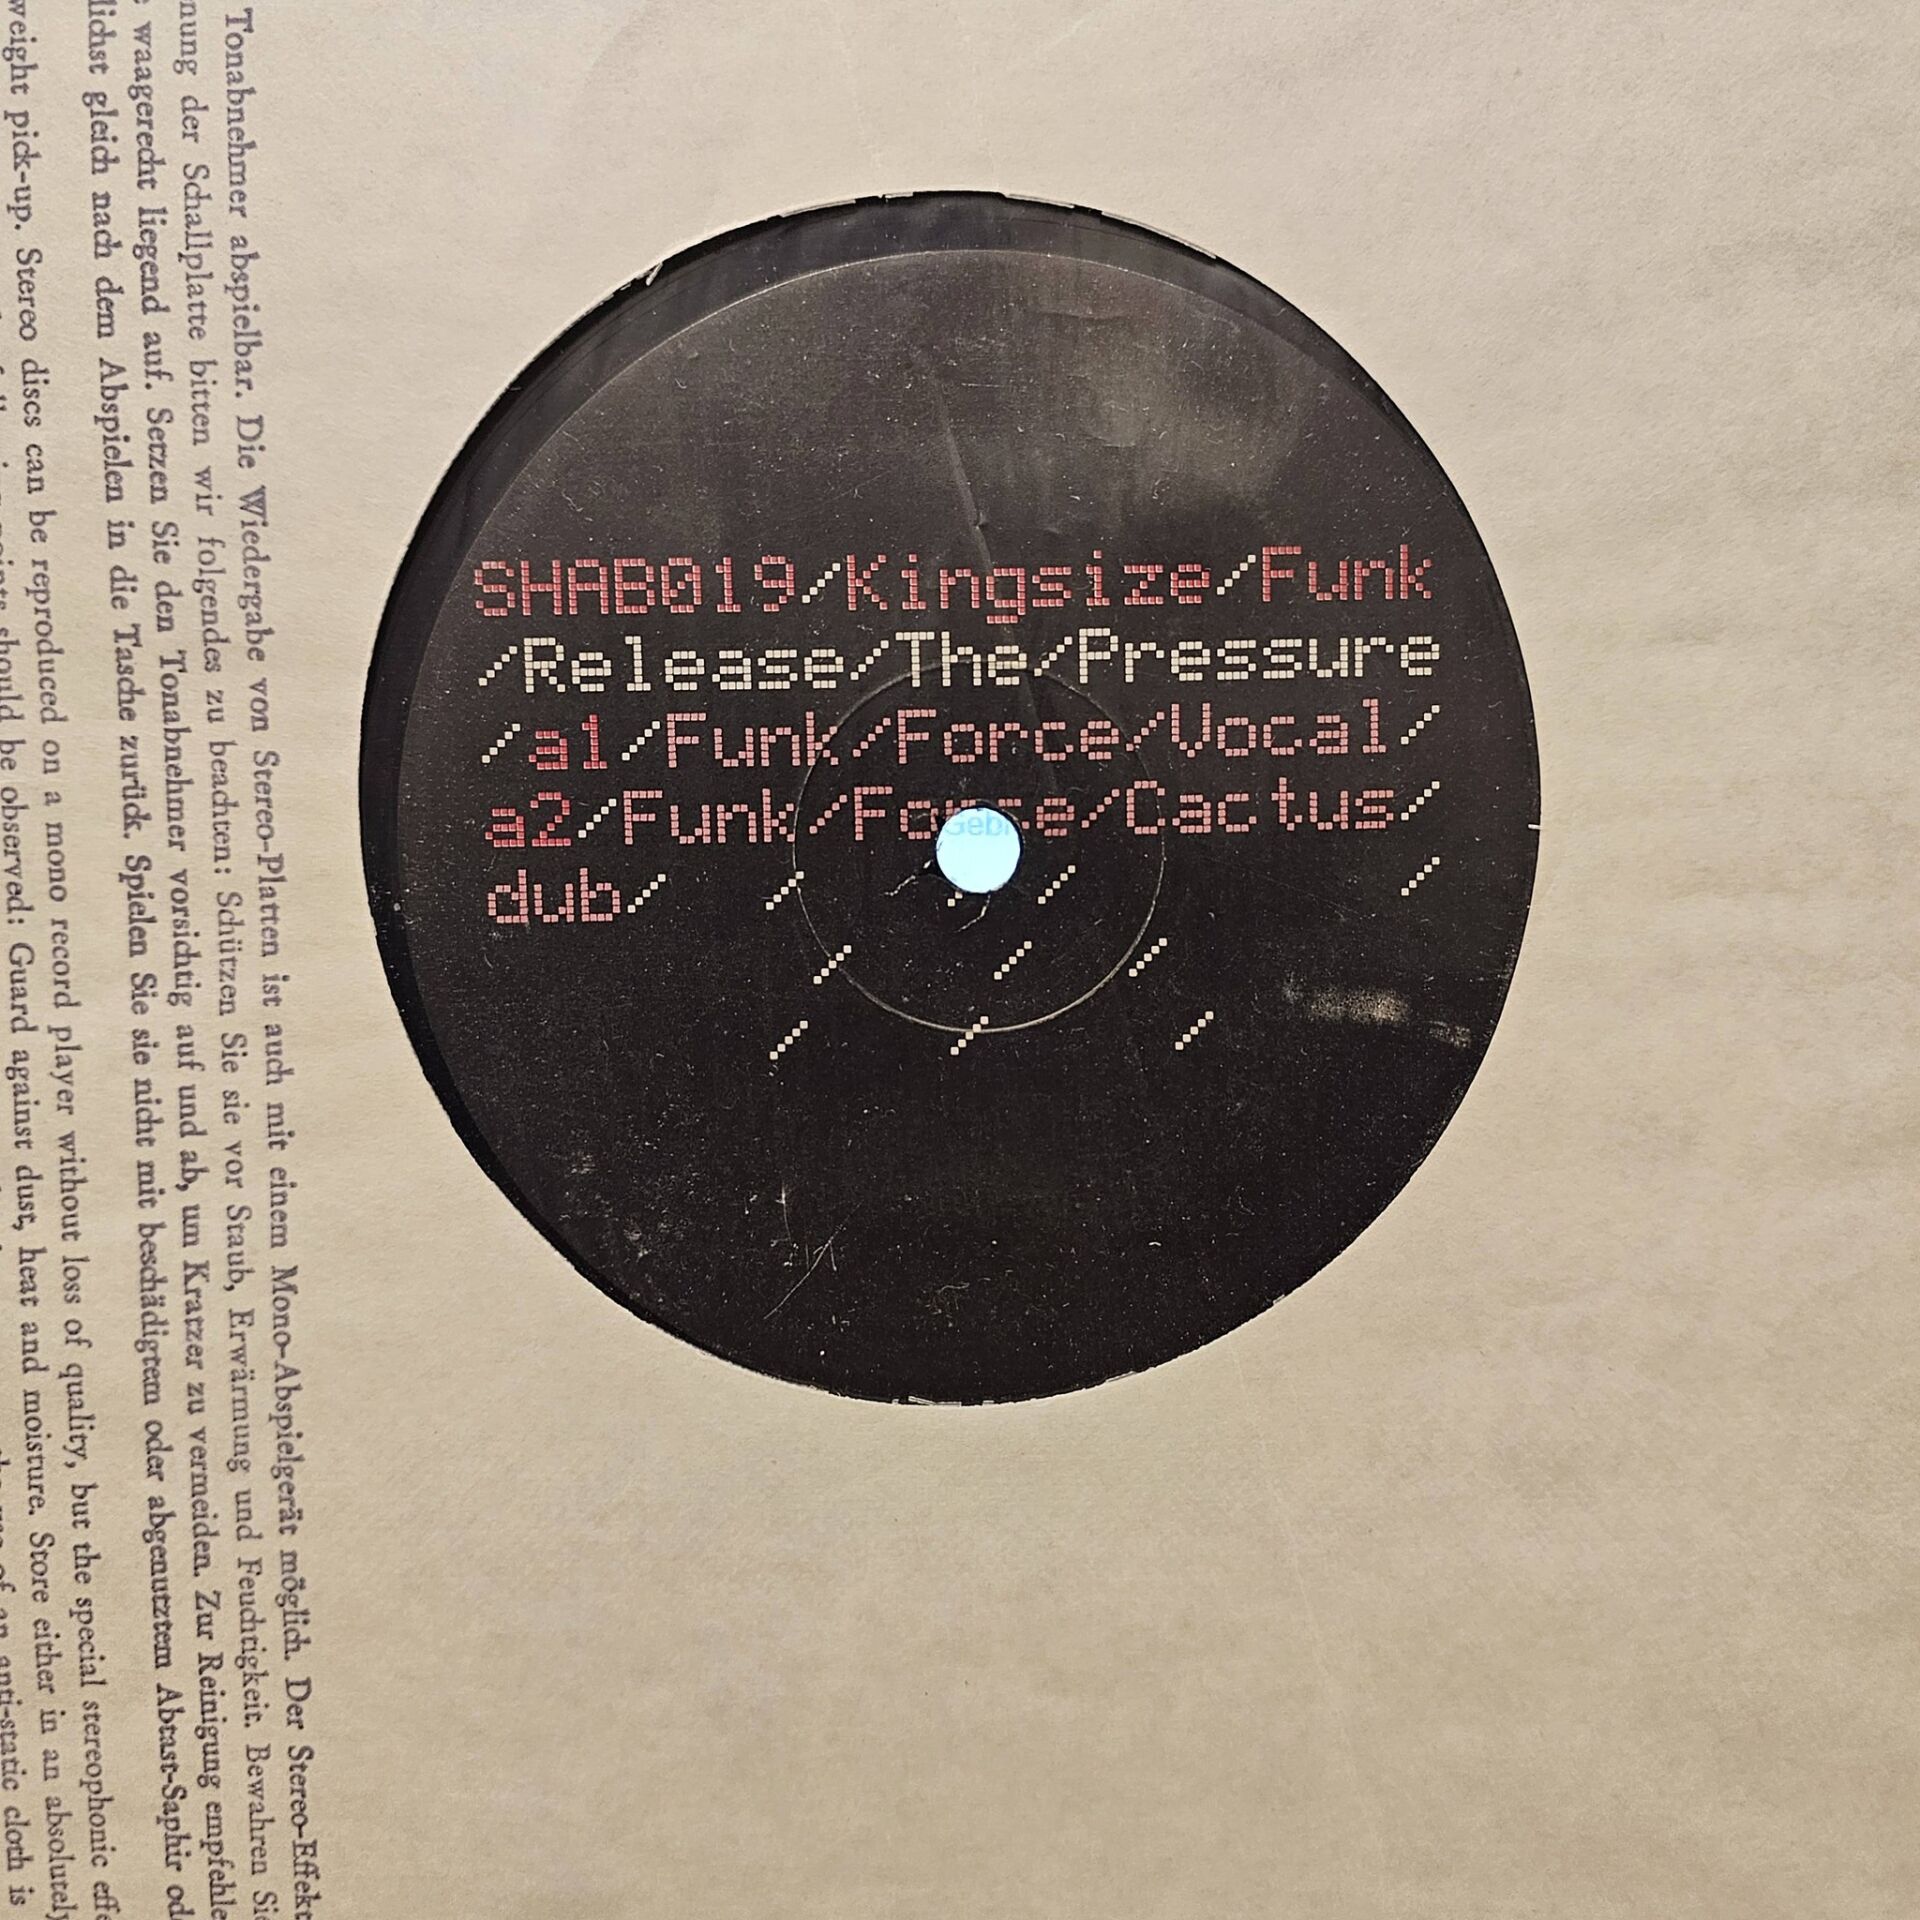 SHAB019/Kingsize/Funk
/Release/The/Pressure
/a1/Funk/Force/Vocal/
a2/Funk/Force/Cactus/
dub/ / / / /
/ / /
/ / /
Tonabnehmer abspielbar. Die Wiedergabe von Stereo-Platten ist auch mit einem Mono-Abspielgerät möglich. Der Stereo-Effekt
der Schallplatte bitten wir folgendes zu beachten: Schützen Sie sie vor Staub, Erwärmung und Feuchtigkeit. Bewahren Sie
waagerecht liegend auf. Setzen Sie den Tonabnehmer vorsichtig auf und ab, um Kratzer zu vermeiden. Zur Reinigung empfehle
gleich nach dem Abspielen in die Tasche zurück. Spielen Sie sie nicht mit beschädigtem oder abgenutztem Abtast-Saphir
weight pick-up. Stereo discs can be reproduced on a mono record player without loss of quality, but the special stereophonic
should be observed: Guard against dust, heat and moisture. Store either in an absolutely
of an anti-static cloth is